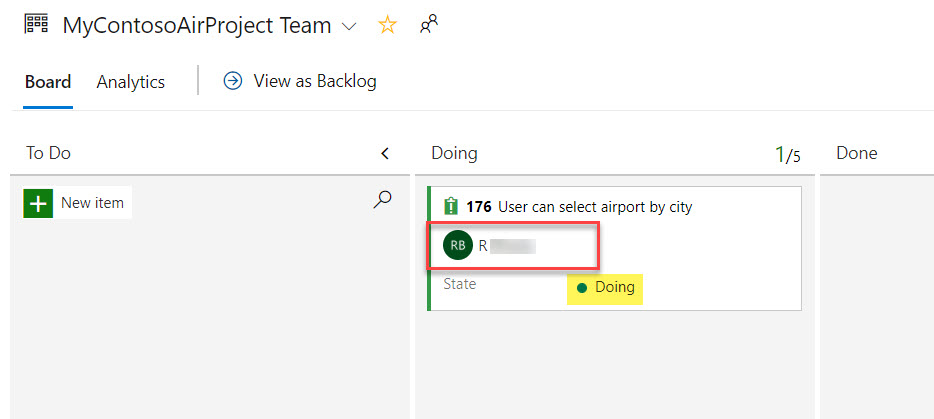 MyContosoAirProject Team
Board Analytics View as Backlog
To Do Doing 1/5 Done
New item
176 User can select airport by city
RB R
State Doing